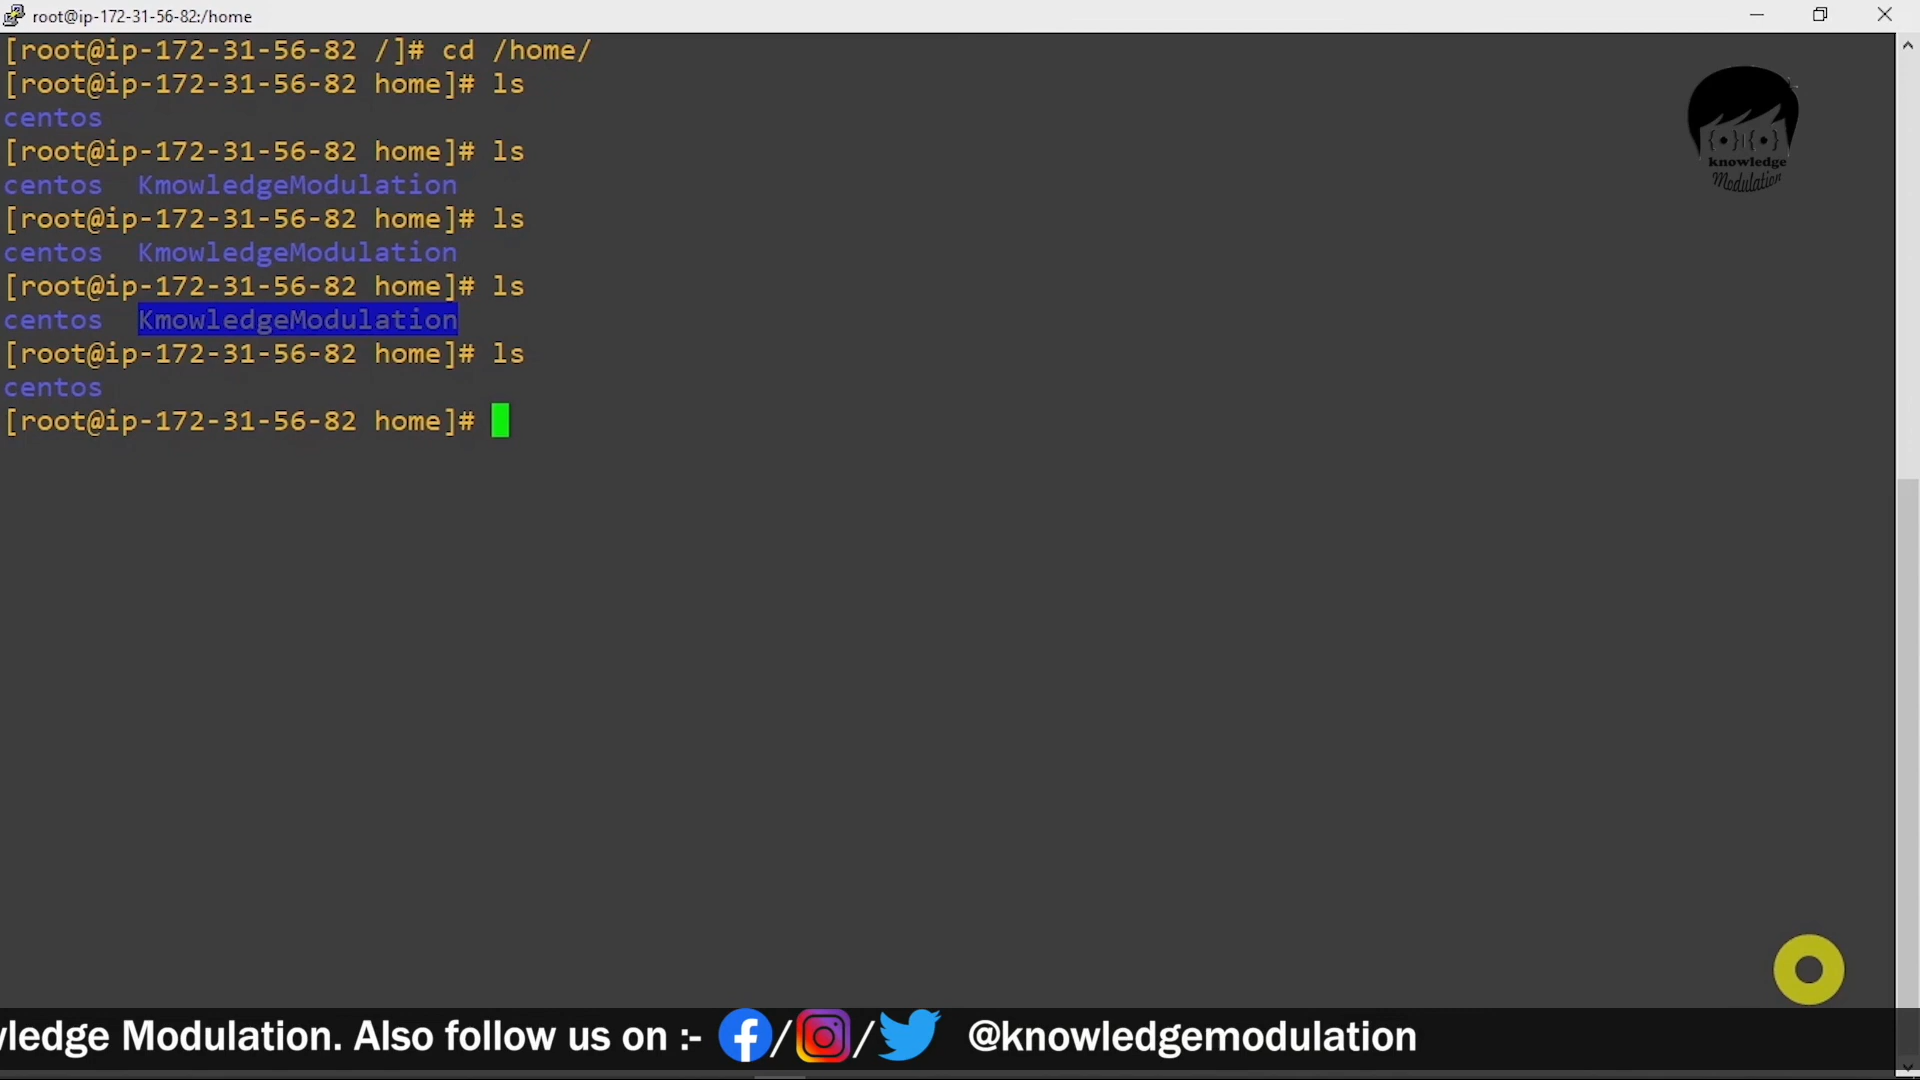 root@ip-172-31-56-82:/home
[root@ip-172-31-56-82 /]# cd /home/
[root@ip-172-31-56-82 home]# ls
centos
[root@ip-172-31-56-82 home]# ls
centos  KmowledgeModulation
[root@ip-172-31-56-82 home]# ls
centos  KmowledgeModulation
[root@ip-172-31-56-82 home]# ls
centos  KmowledgeModulation
[root@ip-172-31-56-82 home]# ls
centos
[root@ip-172-31-56-82 home]#
knowledge
Modulation
wledge Modulation. Also follow us on :- / / @knowledgemodulation